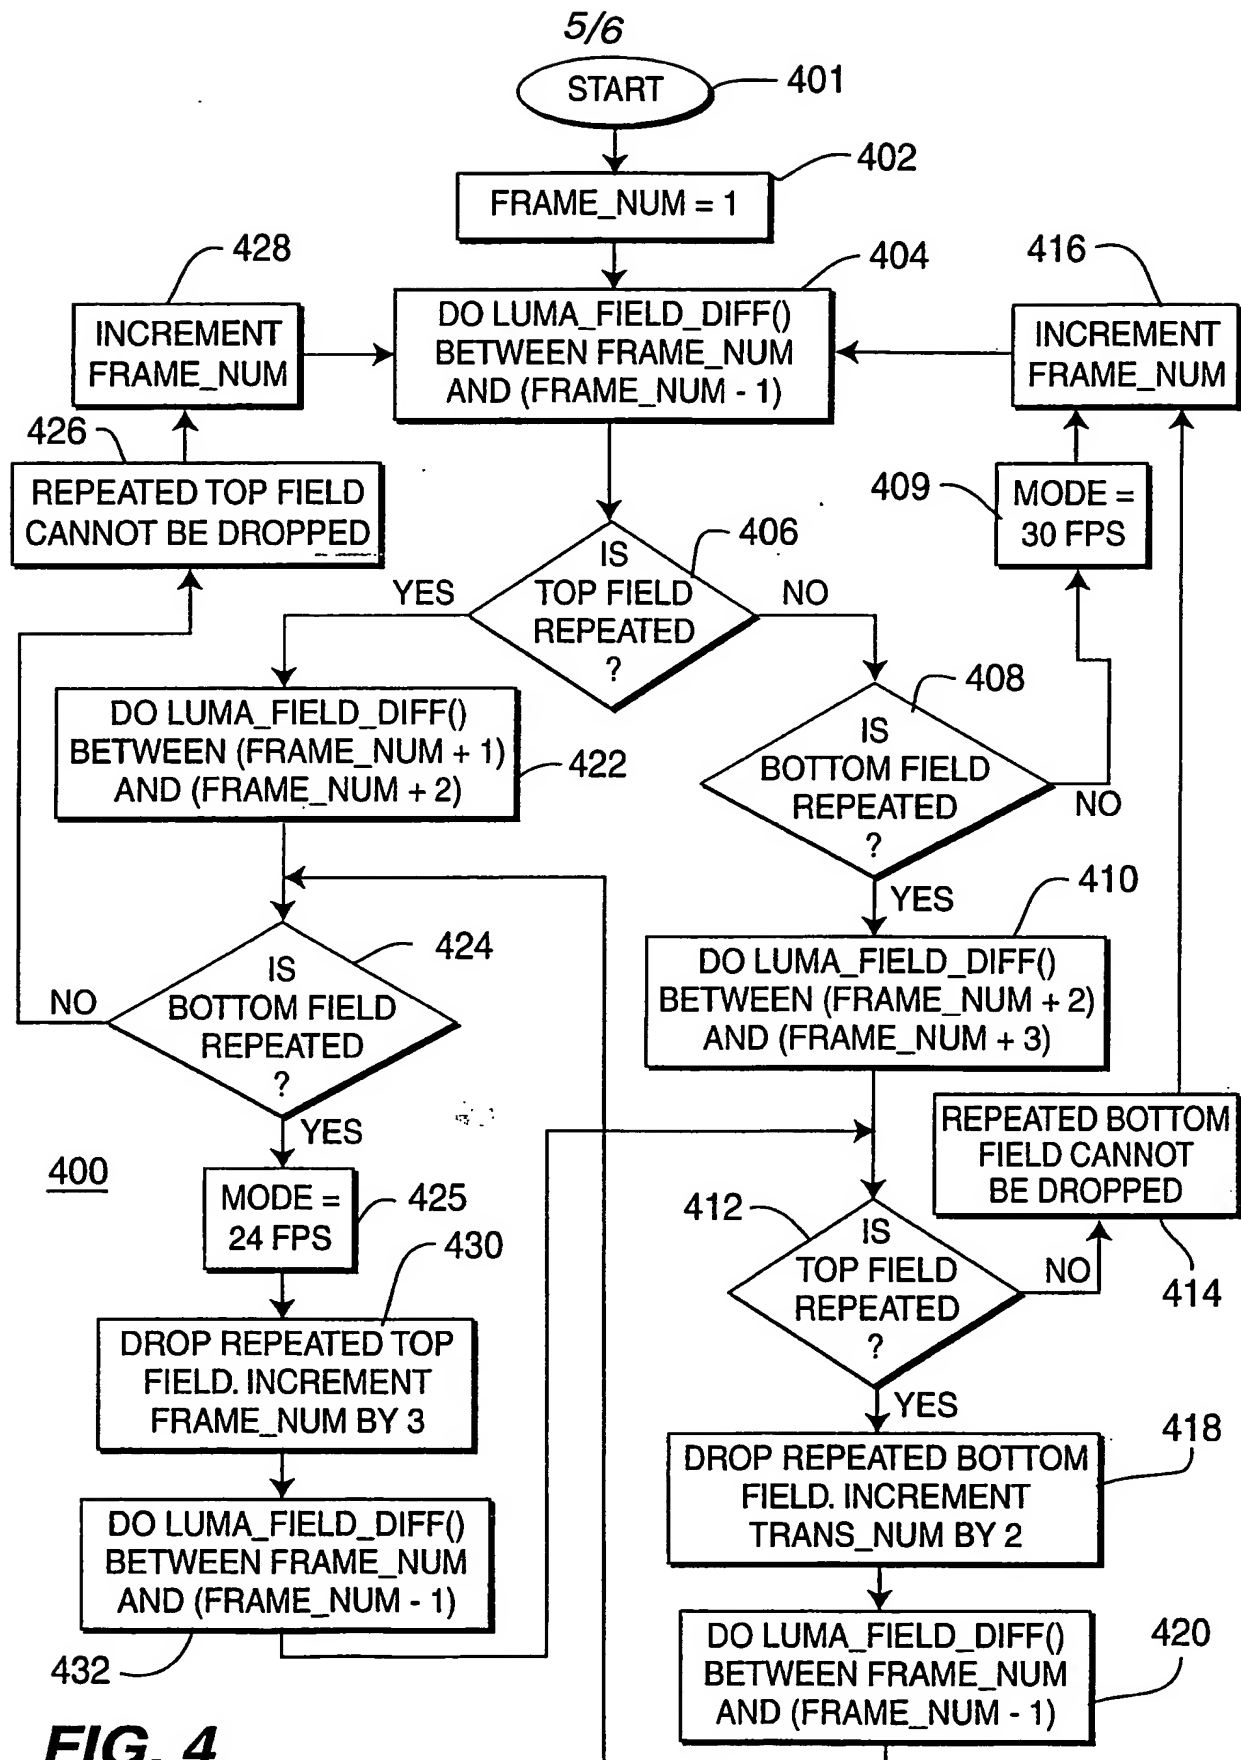 5/6
START
401
402
FRAME_NUM = 1
428
404
416
INCREMENT
FRAME_NUM
DO LUMA_FIELD_DIFF()
BETWEEN FRAME_NUM
AND (FRAME_NUM - 1)
INCREMENT
FRAME_NUM
426
REPEATED TOP FIELD
CANNOT BE DROPPED
409
MODE =
30 FPS
406
IS
TOP FIELD
REPEATED
?
YES
NO
DO LUMA_FIELD_DIFF()
BETWEEN (FRAME_NUM + 1)
AND (FRAME_NUM + 2)
422
408
IS
BOTTOM FIELD
REPEATED
?
NO
YES
410
424
IS
BOTTOM FIELD
REPEATED
?
NO
YES
DO LUMA_FIELD_DIFF()
BETWEEN (FRAME_NUM + 2)
AND (FRAME_NUM + 3)
REPEATED BOTTOM
FIELD CANNOT
BE DROPPED
414
400
MODE =
24 FPS
425
412
IS
TOP FIELD
REPEATED
?
NO
YES
430
DROP REPEATED TOP
FIELD. INCREMENT
FRAME_NUM BY 3
418
DROP REPEATED BOTTOM
FIELD. INCREMENT
TRANS_NUM BY 2
DO LUMA_FIELD_DIFF()
BETWEEN FRAME_NUM
AND (FRAME_NUM - 1)
432
420
DO LUMA_FIELD_DIFF()
BETWEEN FRAME_NUM
AND (FRAME_NUM - 1)
FIG. 4